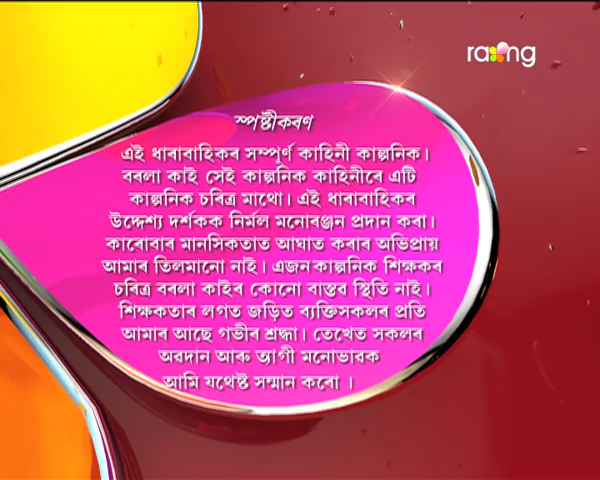 rang
স্পষ্টীকৰণ
এই ধাৰাবাহিকৰ সম্পূৰ্ণ কাহিনী কাল্পনিক।
বৰলা কাই সেই কাল্পনিক কাহিনীৰে এটি
কাল্পনিক চৰিত্ৰ মাথো। এই ধাৰাবাহিকৰ
উদ্দেশ্য দৰ্শকক নিৰ্মল মনোৰঞ্জন প্ৰদান কৰা।
কাৰোবাৰ মানসিকতাত আঘাত কৰাৰ অভিপ্ৰায়
আমাৰ তিলমানো নাই। এজন কাল্পনিক শিক্ষকৰ
চৰিত্ৰ বৰলা কাইৰ কোনো বাস্তৱ স্থিতি নাই।
শিক্ষকতাৰ লগত জড়িত ব্যক্তিসকলৰ প্ৰতি
আমাৰ আছে গভীৰ শ্ৰদ্ধা। তেখেত সকলৰ
অৱদান আৰু ত্যাগী মনোভাৱক
আমি যথেষ্ট সন্মান কৰো ।